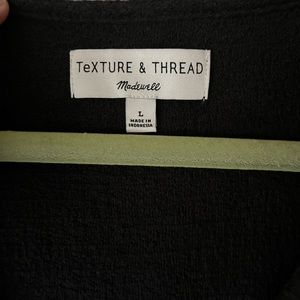 TeXTURE & THREAD
Madewell
L
MADE IN
INDONESIA